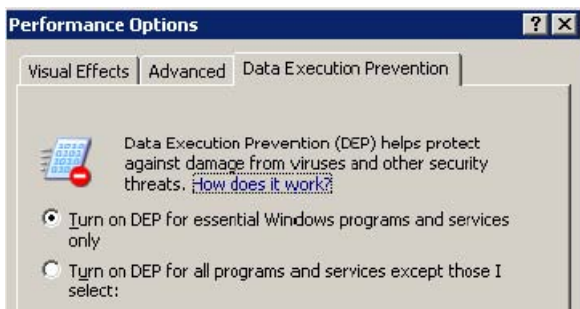 Performance Options
Visual Effects Advanced Data Execution Prevention
Data Execution Prevention (DEP) helps protect
against damage from viruses and other security
threats. How does it work?
Turn on DEP for essential Windows programs and services
only
Turn on DEP for all programs and services except those I
select: